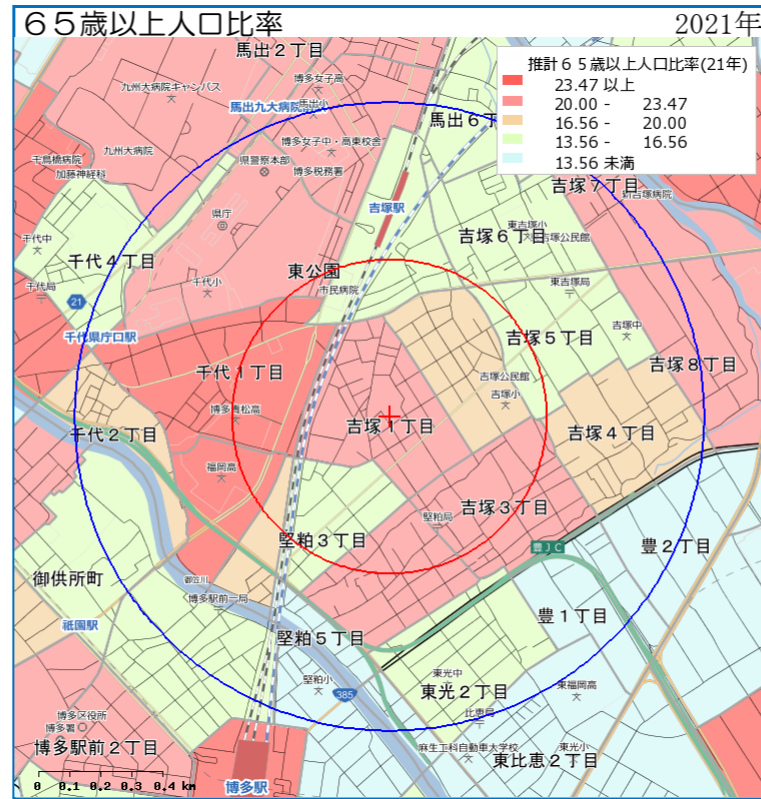 ６５歳以上人口比率
2021年
推計６５歳以上人口比率(21年)
23.47 以上
20.00 - 23.47
16.56 - 20.00
13.56 - 16.56
13.56 未満
馬出２丁目
博多女子高
九州大病院キャンパス
馬出小
馬出九大病院
馬出６丁
九州大病院
博多女子中・高東校舎
県警察本部
博多税務署
千鳥橋病院
加藤神経科
吉塚７丁目
新吉塚病院
吉塚駅
県庁
東吉塚小
吉塚公民館
吉塚６丁目
千代中
千代４丁目
東公園
千代局
千代小
市民病院
東吉塚局
21
千代県庁口駅
吉塚５丁目
吉塚中
千代１丁目
吉塚公民館
吉塚小
吉塚８丁目
博多青松高
吉塚１丁目
千代２丁目
吉塚４丁目
福岡高
吉塚３丁目
堅粕局
堅粕３丁目
豊ＪＣ
豊２丁目
御供所町
御笠川
博多駅前一局
豊１丁目
祇園駅
堅粕５丁目
堅粕小
385
東光中
東光２丁目
東福岡高
比恵局
博多区役所
博多署
博多駅前２丁目
麻生工科自動車大学校
東光小
東比恵２丁目
博多駅
0 0.1 0.2 0.3 0.4 km